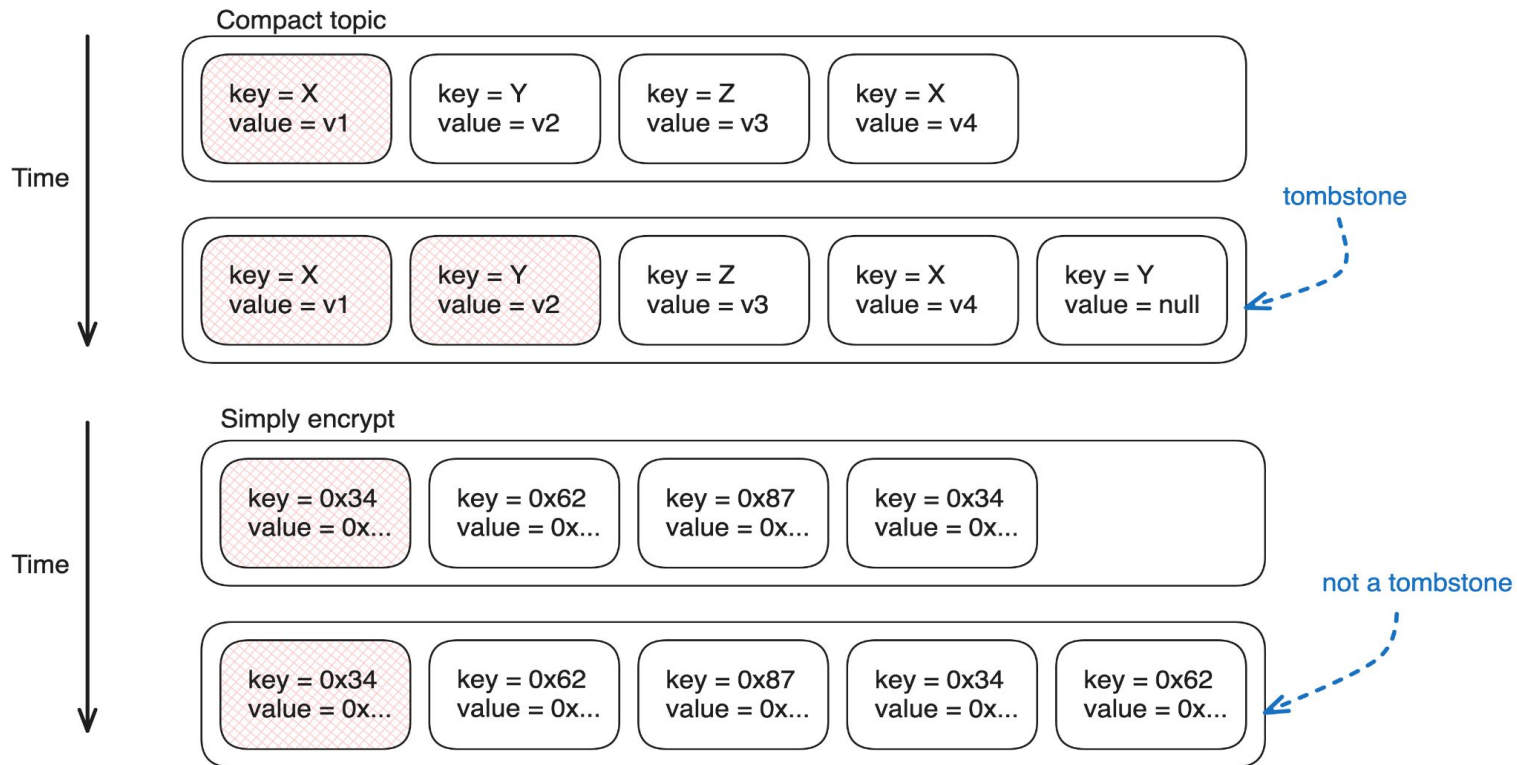 Compact topic
key = X
value = v1
key = Y
value = v2
key = Z
value = v3
key = X
value = v4
Time
tombstone
key = X
value = v1
key = Y
value = v2
key = Z
value = v3
key = X
value = v4
key = Y
value = null
Simply encrypt
key = 0x34
value = 0x...
key = 0x62
value = 0x...
key = 0x87
value = 0x...
key = 0x34
value = 0x...
Time
not a tombstone
key = 0x34
value = 0x...
key = 0x62
value = 0x...
key = 0x87
value = 0x...
key = 0x34
value = 0x...
key = 0x62
value = 0x...